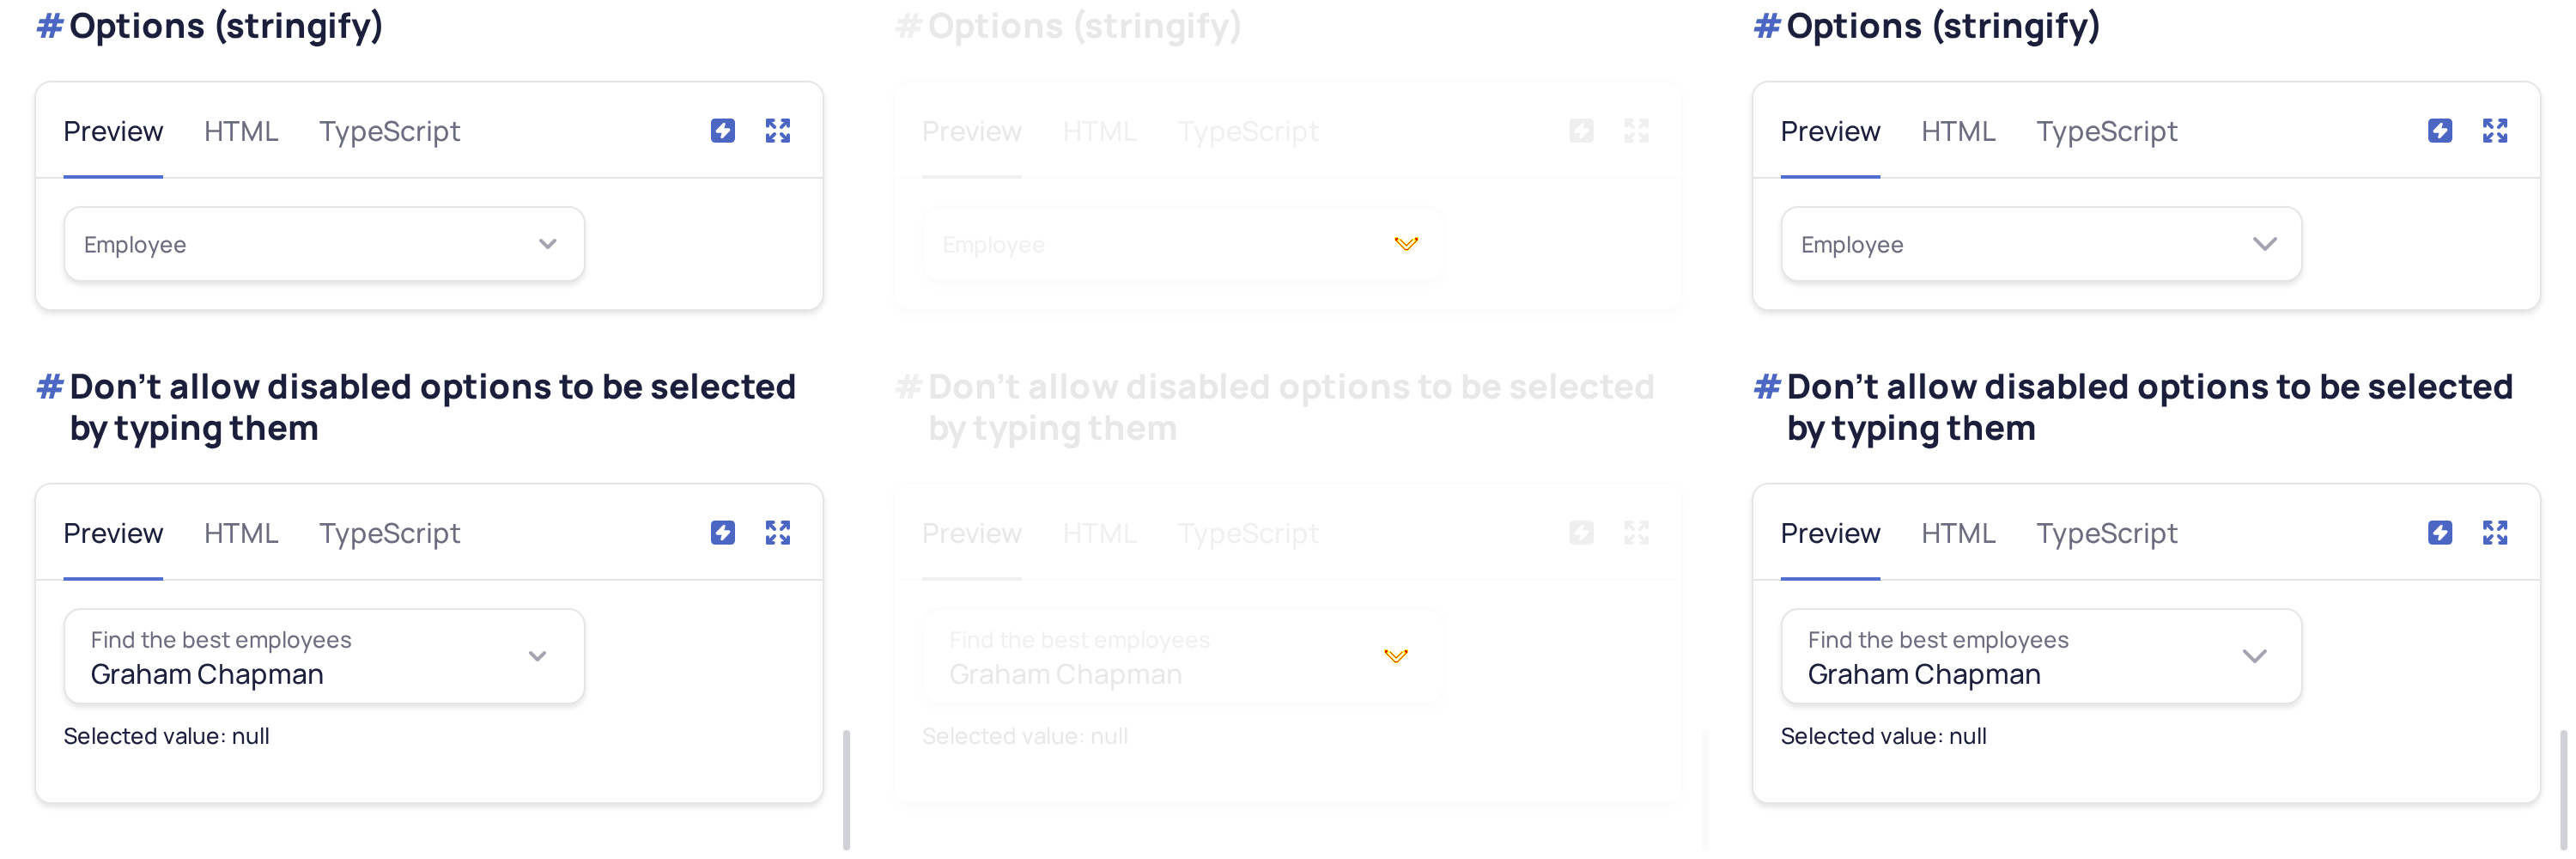 # Options (stringify)
Preview HTML TypeScript
Employee
# Don't allow disabled options to be selected
by typing them
Preview HTML TypeScript
Find the best employees
Graham Chapman
Selected value: null
# Options (stringify)
Preview HTML TypeScript
Employee
# Don't allow disabled options to be selected
by typing them
Preview HTML TypeScript
Find the best employees
Graham Chapman
Selected value: null
# Options (stringify)
Preview HTML TypeScript
Employee
# Don't allow disabled options to be selected
by typing them
Preview HTML TypeScript
Find the best employees
Graham Chapman
Selected value: null